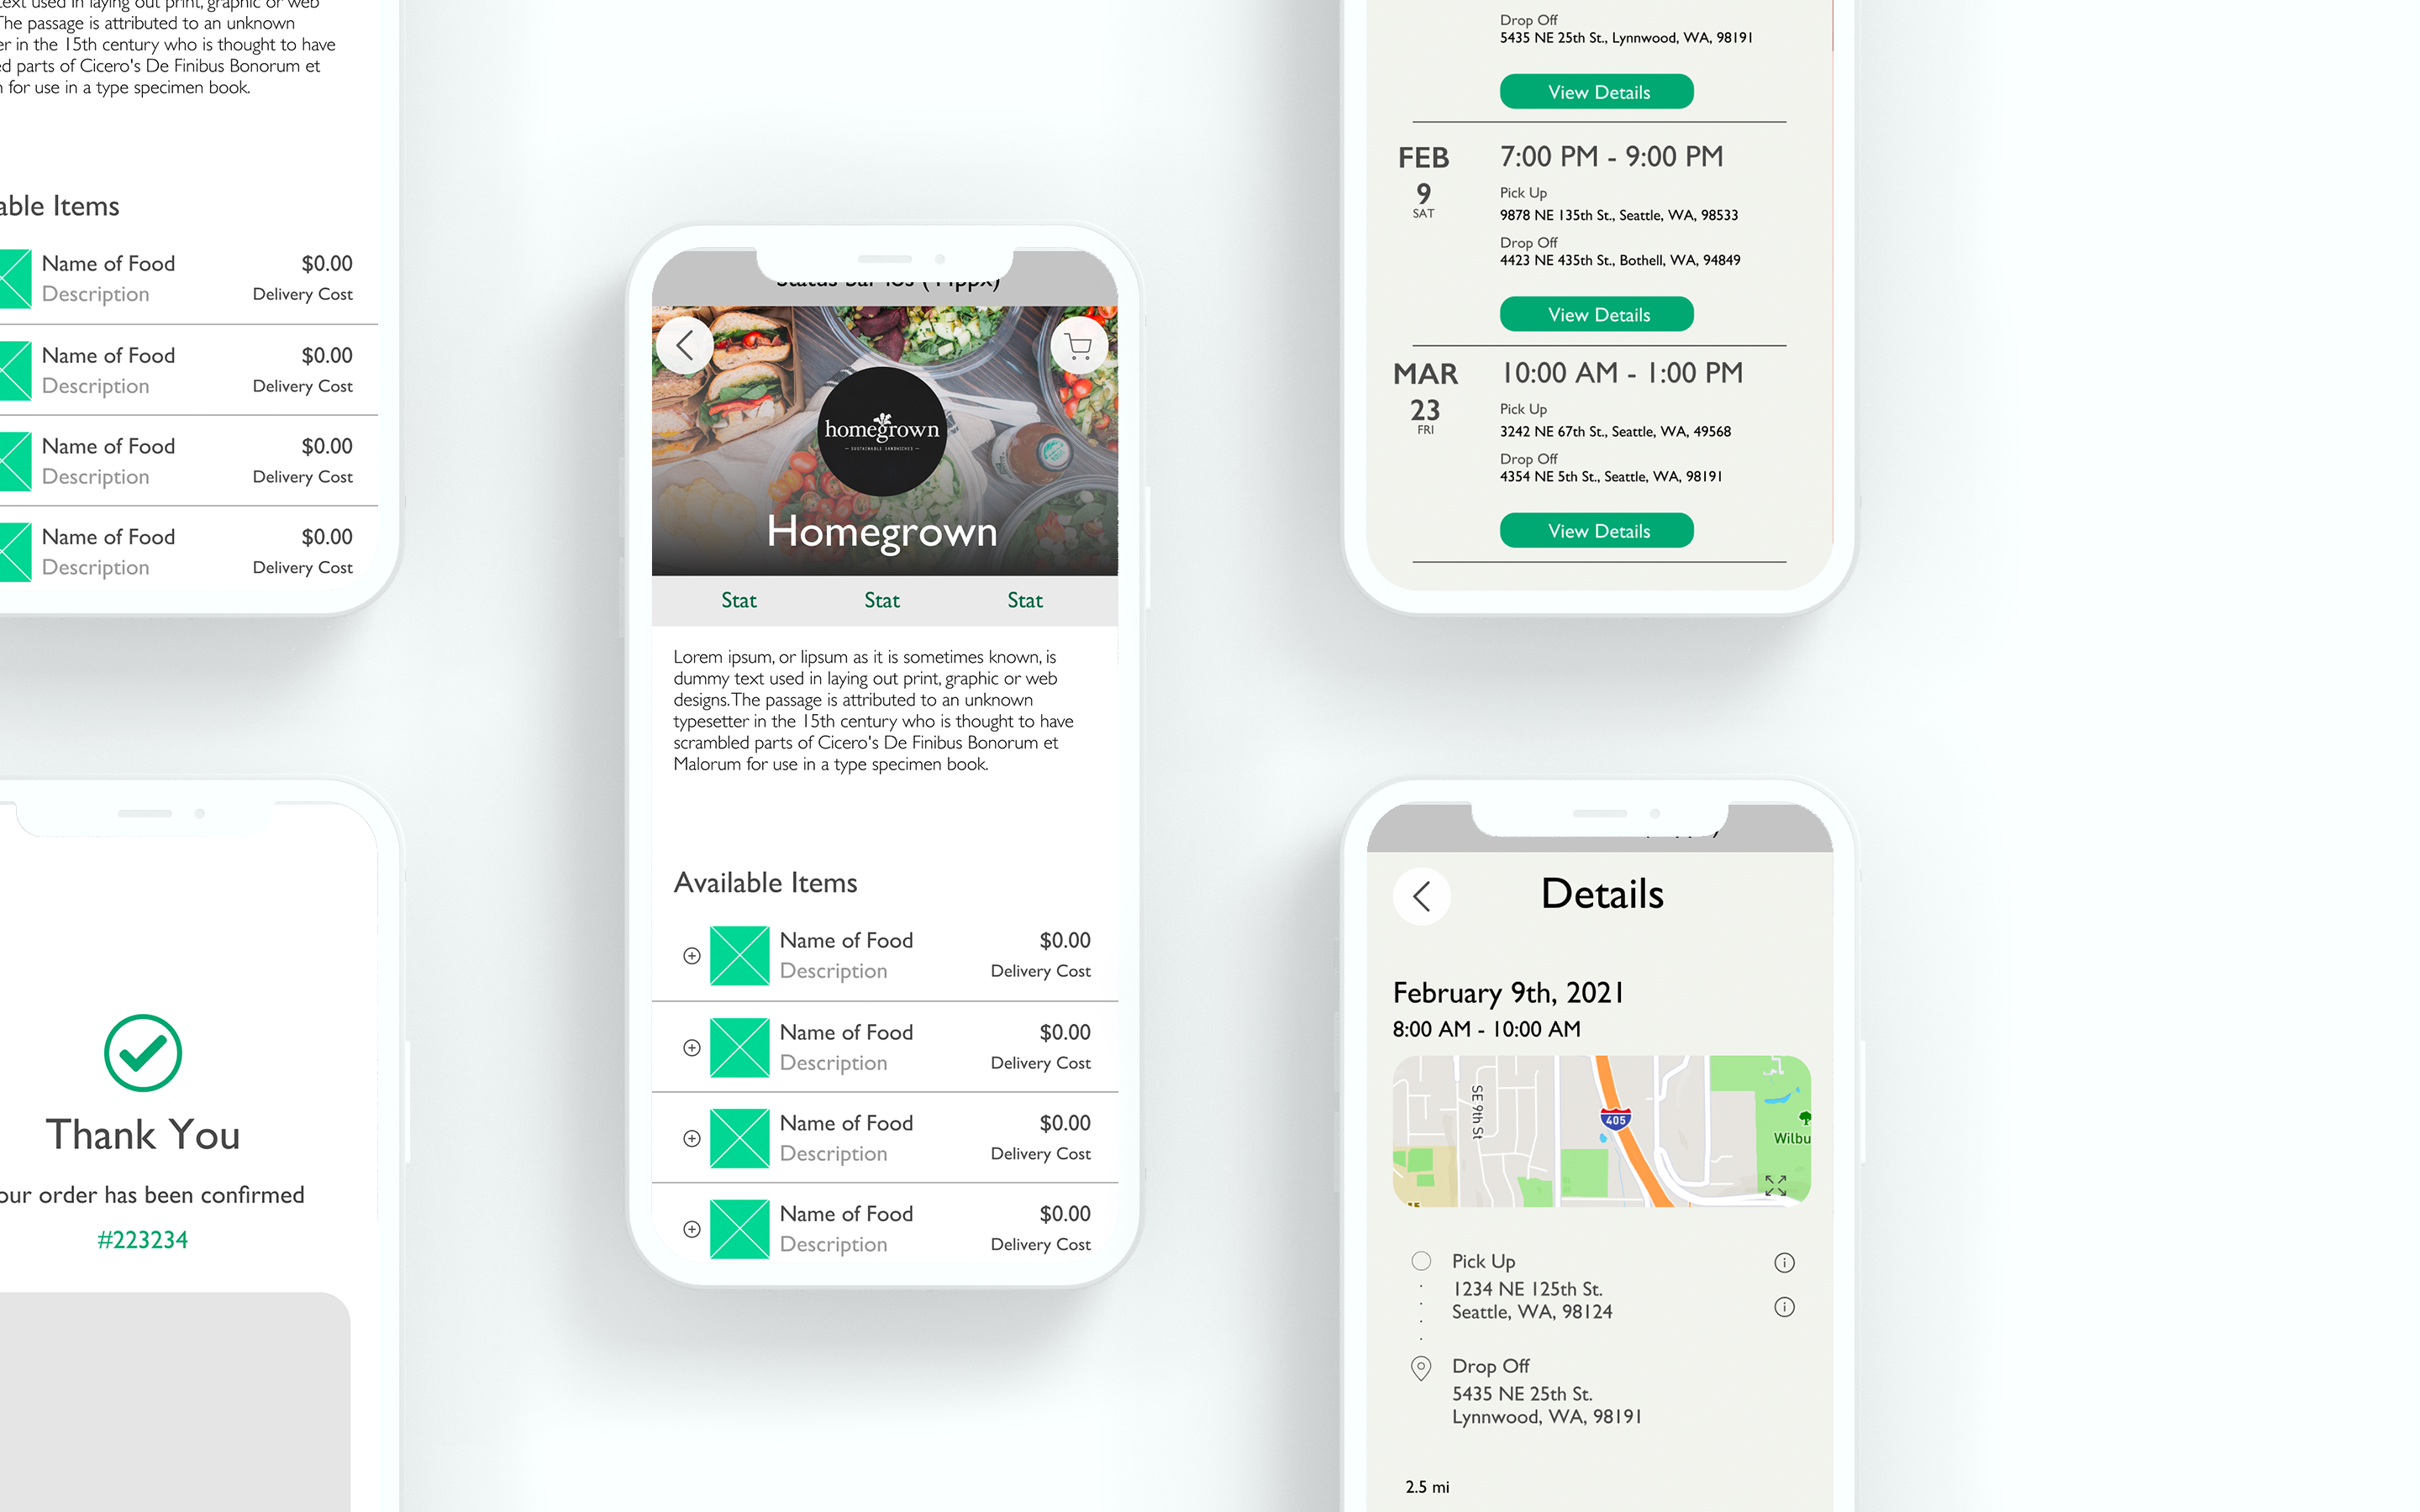 text used in laying out print, graphic or web
The passage is attributed to an unknown
in the 15th century who is thought to have
parts of Cicero's De Finibus Bonorum et
for use in a type specimen book.
Items
Name of Food $0.00
Description Delivery Cost
Name of Food $0.00
Description Delivery Cost
Name of Food $0.00
Description Delivery Cost
Name of Food $0.00
Description Delivery Cost
Thank You
order has been confirmed
#223234
homegrown
SUSTAINABLE SANDWICHES
Homegrown
Stat Stat Stat
Lorem ipsum, or lipsum as it is sometimes known, is
dummy text used in laying out print, graphic or web
designs. The passage is attributed to an unknown
typesetter in the 15th century who is thought to have
scrambled parts of Cicero's De Finibus Bonorum et
Malorum for use in a type specimen book.
Available Items
Name of Food $0.00
Description Delivery Cost
Name of Food $0.00
Description Delivery Cost
Name of Food $0.00
Description Delivery Cost
Name of Food $0.00
Description Delivery Cost
Drop Off
5435 NE 25th St., Lynnwood, WA, 98191
View Details
FEB 7:00 PM - 9:00 PM
9 Pick Up
SAT 9878 NE 135th St., Seattle, WA, 98533
Drop Off
4423 NE 435th St., Bothell, WA, 94849
View Details
MAR 10:00 AM - 1:00 PM
23 Pick Up
FRI 3242 NE 67th St., Seattle, WA, 49568
Drop Off
4354 NE 5th St., Seattle, WA, 98191
View Details
Details
February 9th, 2021
8:00 AM - 10:00 AM
SE 9th St
405
Wilbu
Pick Up
1234 NE 125th St.
Seattle, WA, 98124
Drop Off
5435 NE 25th St.
Lynnwood, WA, 98191
2.5 mi